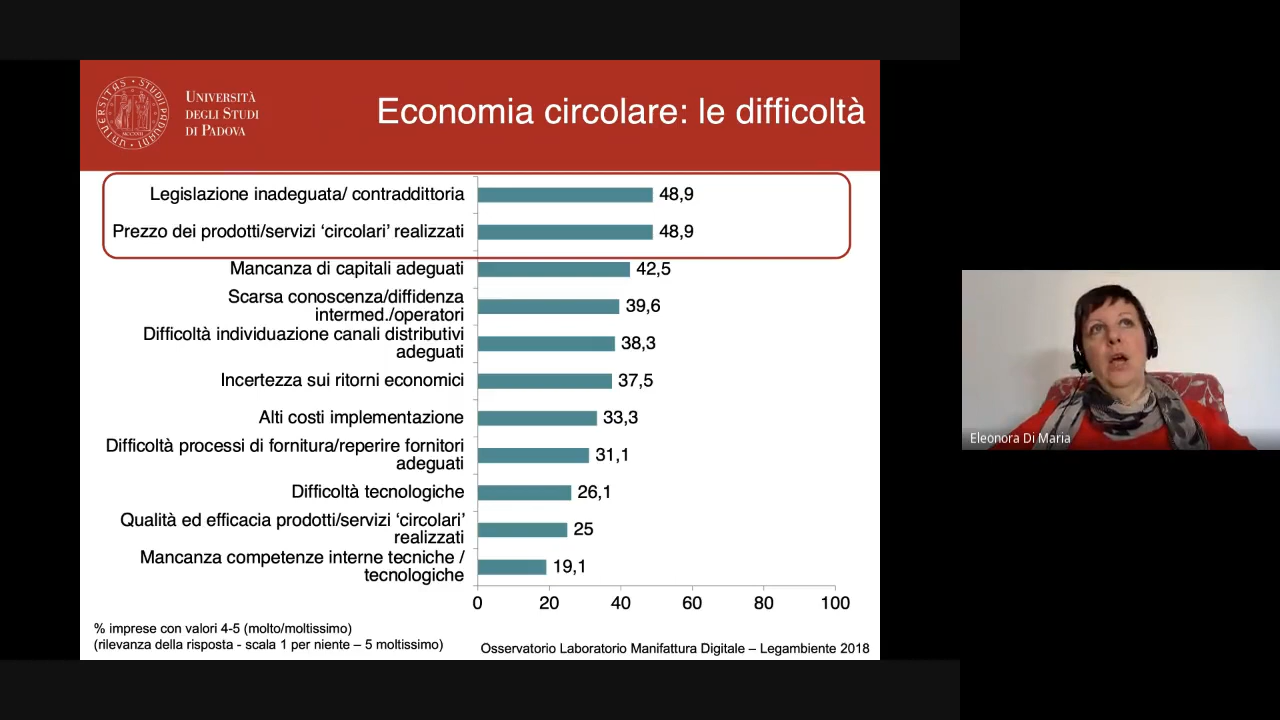 UNIVERSITÀ
DEGLI STUDI
DI PADOVA
Economia circolare: le difficoltà
Legislazione inadeguata/ contraddittoria
48,9
Prezzo dei prodotti/servizi ‘circolari’ realizzati
48,9
Mancanza di capitali adeguati
42,5
Scarsa conoscenza/diffidenza
intermed./operatori
39,6
Difficoltà individuazione canali distributivi
adeguati
38,3
Incertezza sui ritorni economici
37,5
Alti costi implementazione
33,3
Difficoltà processi di fornitura/reperire fornitori
adeguati
31,1
Difficoltà tecnologiche
26,1
Qualità ed efficacia prodotti/servizi ‘circolari’
realizzati
25
Mancanza competenze interne tecniche /
tecnologiche
19,1
0 20 40 60 80 100
% imprese con valori 4-5 (molto/moltissimo)
(rilevanza della risposta - scala 1 per niente – 5 moltissimo)
Osservatorio Laboratorio Manifattura Digitale – Legambiente 2018
Eleonora Di Maria